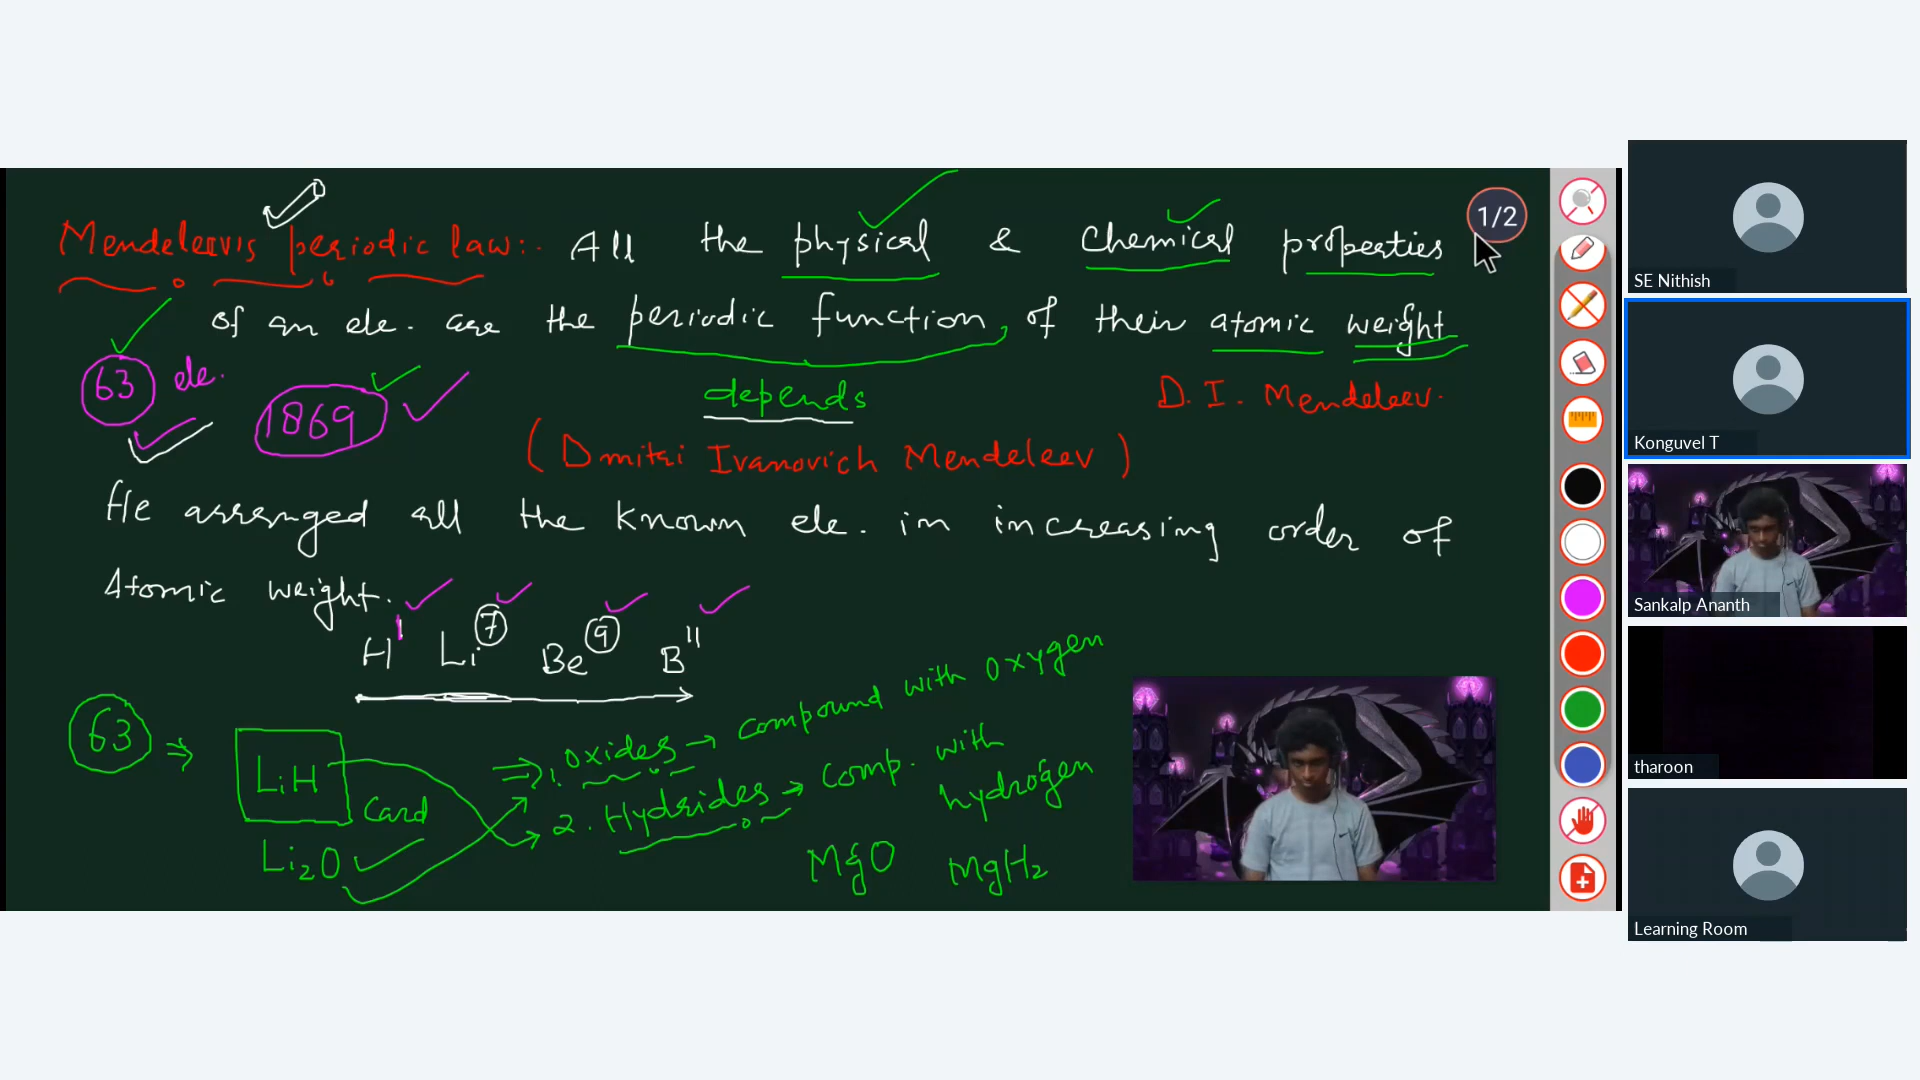 Mendeleev's periodic law:- All the physical & Chemical properties
of an ele. are the periodic function, of their atomic weight
63 ele.
1869
depends
D. I. Mendeleev.
(Dmitri Ivanovich Mendeleev)
He arranged all the known ele. in increasing order of
Atomic weight.
H1 Li7 Be9 B11
63 ⇒ LiH Card
Li2O
⇒ 1. Oxides → compound with oxygen
2. Hydrides → comp. with
hydrogen
MgO MgH2
1/2
SE Nithish
Konguvel T
Sankalp Ananth
tharoon
Learning Room